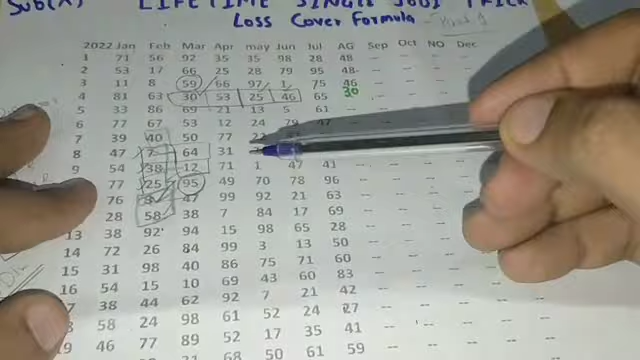 LIFETIME SINGLE JODI TRICK
Loss Cover Formula
2022 Jan Feb Mar Apr may Jun Jul AG Sep Oct NO Dec
1 71 56 92 35 35 98 28 48 -- -- -- --
2 53 17 66 25 28 79 95 48 -- -- -- --
3 11 8 59 66 97 1 75 46 -- -- -- --
4 81 63 30 53 25 46 65 30 -- -- -- --
5 33 86 69 21 13 5 61 -- -- -- --
6 77 67 53 12 24 79 47 -- --
7 39 40 50 77
8 47 64 31
9 54 38 12 71 1 47 41 -- -- --
77 25 95 49 70 78 96 -- -- --
76 47 99 92 21 63 -- -- -- --
28 58 38 7 84 17 69 -- -- -- --
13 38 92 94 15 98 65 28 -- -- -- --
14 72 26 84 99 3 13 50 -- -- -- --
15 31 98 40 86 75 71 60 -- -- -- --
16 54 15 10 69 43 60 83 -- -- -- --
7 38 44 62 92 7 21 42 -- -- -- --
8 58 24 98 61 52 24 27 -- -- -- --
19 46 77 89 52 17 35 41 -- -- -- --
68 50 61 59 -- -- --